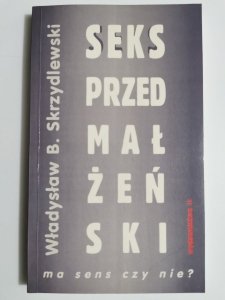 Władysław B. Skrzydlewski
SEKS
PRZED
MAŁ
ŻEŃ
SKI
ma sens czy nie?